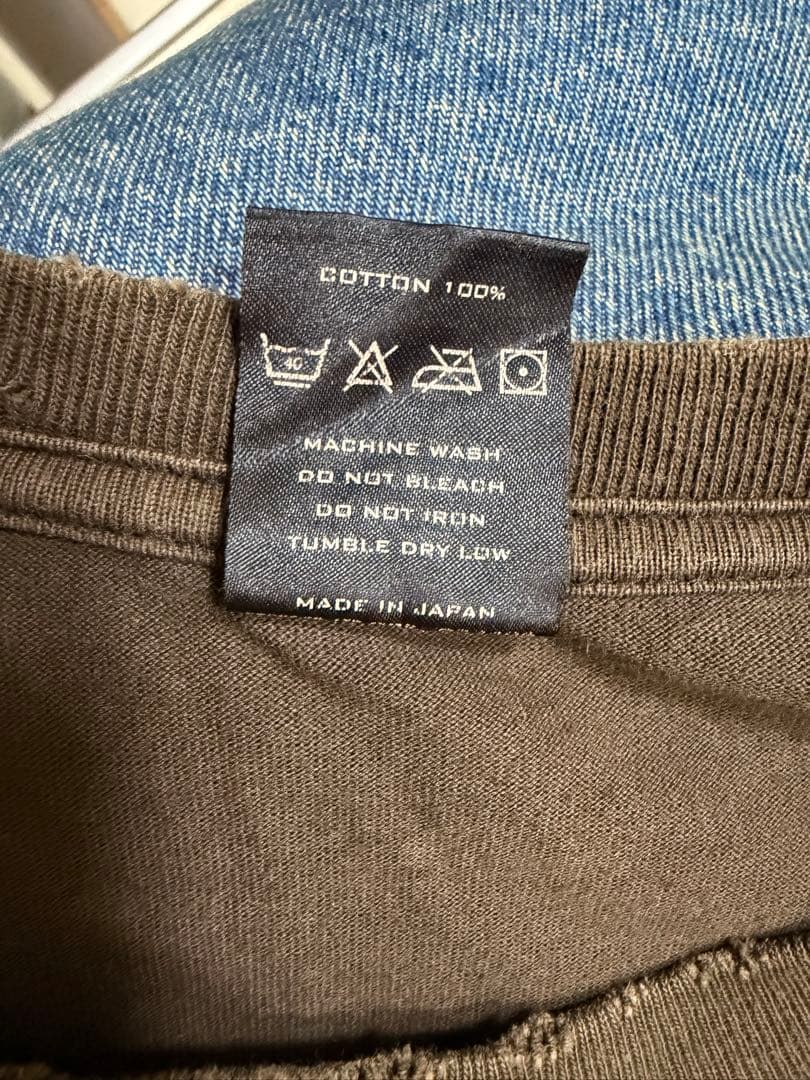 COTTON 100%
40
MACHINE WASH
DO NOT BLEACH
DO NOT IRON
TUMBLE DRY LOW
MADE IN JAPAN